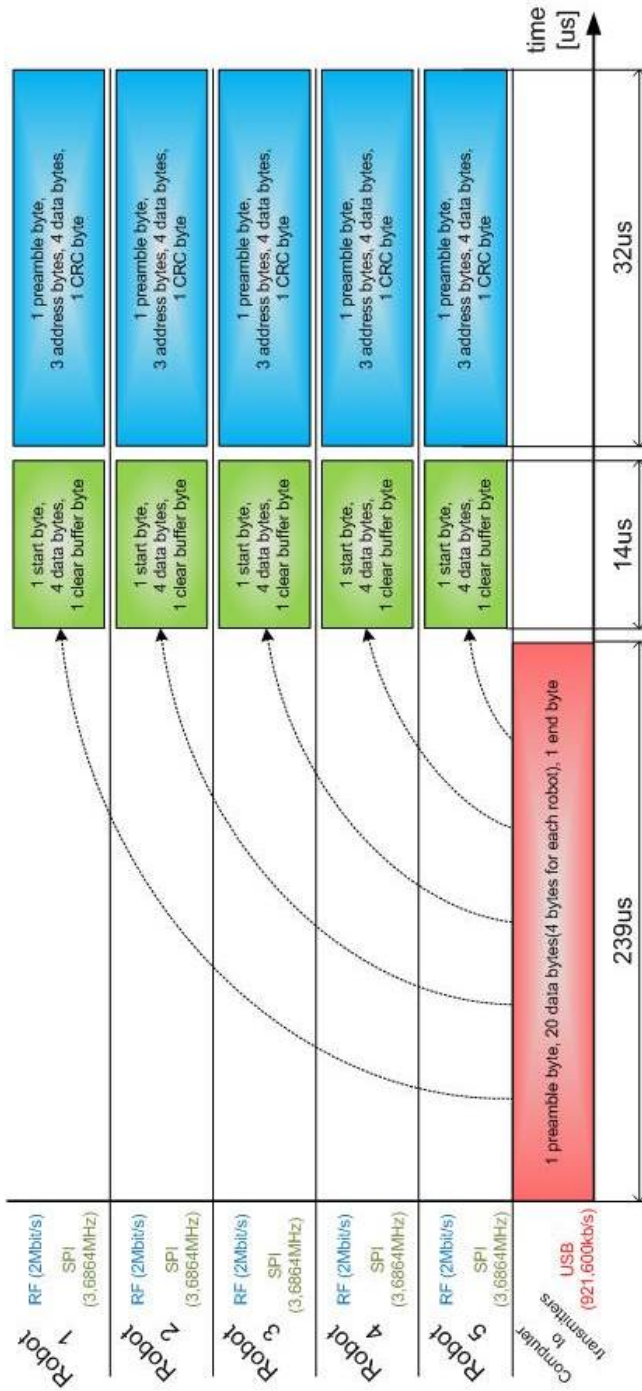 Robot
1
RF (2Mbit/s)
SPI
(3,6864MHz)
1 start byte,
4 data bytes,
1 clear buffer byte
1 preamble byte,
3 address bytes, 4 data bytes,
1 CRC byte
Robot
2
RF (2Mbit/s)
SPI
(3,6864MHz)
1 start byte,
4 data bytes,
1 clear buffer byte
1 preamble byte,
3 address bytes, 4 data bytes,
1 CRC byte
Robot
3
RF (2Mbit/s)
SPI
(3,6864MHz)
1 start byte,
4 data bytes,
1 clear buffer byte
1 preamble byte,
3 address bytes, 4 data bytes,
1 CRC byte
Robot
4
RF (2Mbit/s)
SPI
(3,6864MHz)
1 start byte,
4 data bytes,
1 clear buffer byte
1 preamble byte,
3 address bytes, 4 data bytes,
1 CRC byte
Robot
5
RF (2Mbit/s)
SPI
(3,6864MHz)
1 start byte,
4 data bytes,
1 clear buffer byte
1 preamble byte,
3 address bytes, 4 data bytes,
1 CRC byte
Computer
to
transmitters
USB
(921,600kb/s)
1 preamble byte, 20 data bytes(4 bytes for each robot), 1 end byte
time
[us]
239us
14us
32us